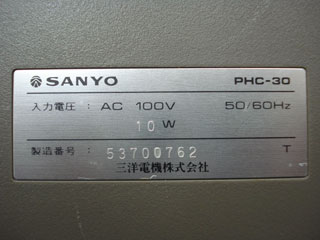 SANYO PHC-30
入力電圧: AC 100V 50/60Hz
10 W
製造番号: 53700762 T
三洋電機株式会社